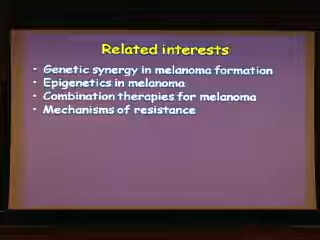 Related interests
• Genetic synergy in melanoma formation
• Epigenetics in melanoma
• Combination therapies for melanoma
• Mechanisms of resistance